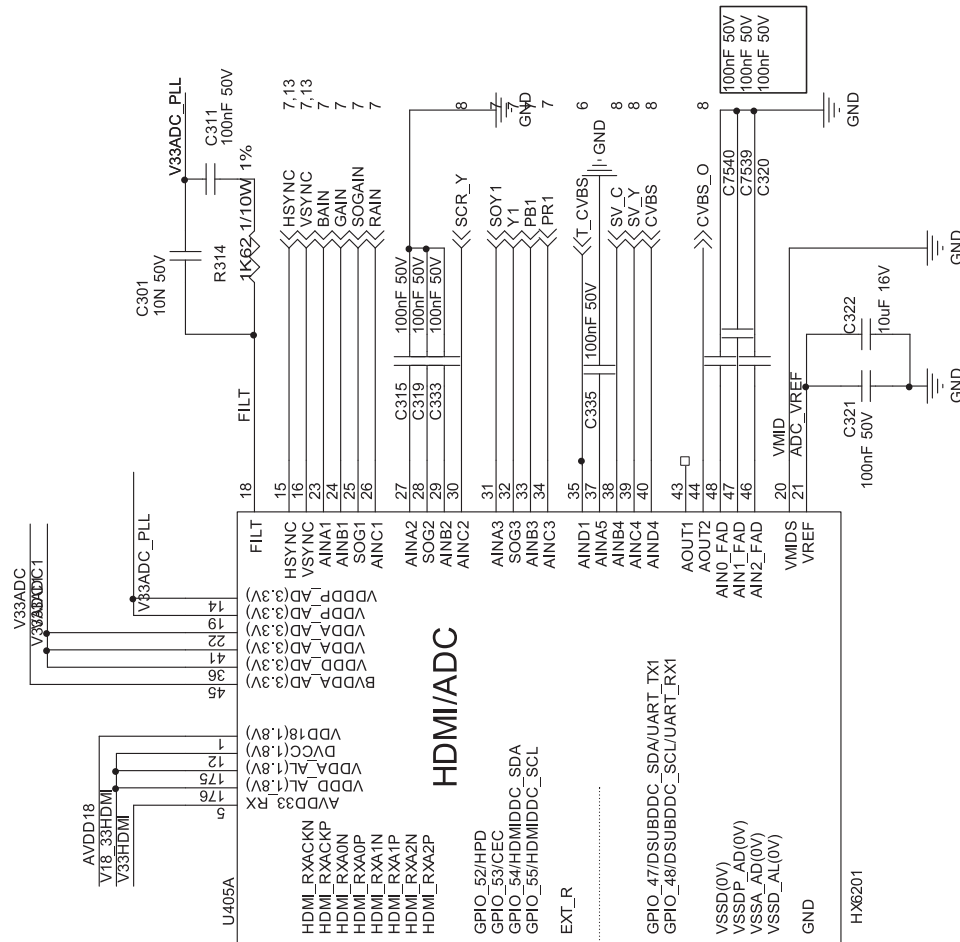 V33ADC_PLL
C311
100nF 50V
C301
10N 50V
R314
1K62 1/10W 1%
FILT
18
FILT
HSYNC 7,13
VSYNC 7,13
BAIN 7
GAIN 7
SOGAIN 7
RAIN 7
15 HSYNC
16 VSYNC
23 AINA1
24 AINB1
25 SOG1
26 AINC1
100nF 50V
100nF 50V
100nF 50V
C315
C319
C333
GND
SCR_Y 8
27 AINA2
28 SOG2
29 AINB2
30 AINC2
SOY1 7
Y1 7
PB1 7
PR1 7
31 AINA3
32 SOG3
33 AINB3
34 AINC3
T_CVBS 6
GND
100nF 50V
C335
SV_C 8
SV_Y 8
CVBS 8
35 AIND1
37 AINA5
38 AINB4
39 AINC4
40 AIND4
CVBS_O 8
43 AOUT1
44 AOUT2
48 AIN0_FAD
47 AIN1_FAD
46 AIN2_FAD
100nF 50V
100nF 50V
100nF 50V
C7540
C7539
C320
GND
VMID
ADC_VREF
20 VMIDS
21 VREF
GND
C322
10uF 16V
C321
100nF 50V
GND
V33ADC
V33ADC1
V33ADC_PLL
VDDDP_AD(3.3V)
14
VDDP_AD(3.3V)
19
VDDA_AD(3.3V)
22
VDDA_AD(3.3V)
41
VDDD_AD(3.3V)
36
BVDDA_AD(3.3V)
45
HDMI/ADC
AVDD18
V18_33HDMI
V33HDMI
VDD18(1.8V)
1
DVCC(1.8V)
12
VDDA_AL(1.8V)
175
VDDD_AL(1.8V)
176
AVDD33_RX
5
U405A
HDMI_RXACKN
HDMI_RXACKP
HDMI_RXA0N
HDMI_RXA0P
HDMI_RXA1N
HDMI_RXA1P
HDMI_RXA2N
HDMI_RXA2P
GPIO_52/HPD
GPIO_53/CEC
GPIO_54/HDMIDDC_SDA
GPIO_55/HDMIDDC_SCL
EXT_R
GPIO_47/DSUBDDC_SDA/UART_TX1
GPIO_48/DSUBDDC_SCL/UART_RX1
VSSD(0V)
VSSDP_AD(0V)
VSSA_AD(0V)
VSSD_AL(0V)
GND
HX6201